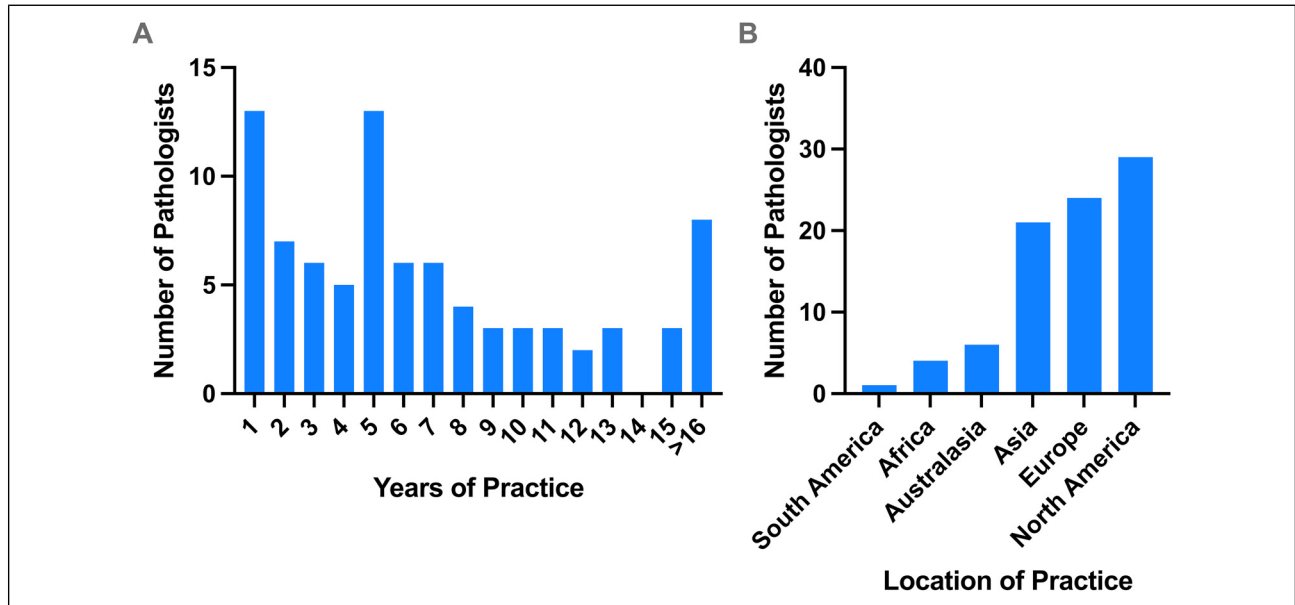 A
Number of Pathologists
15
10
5
0
1 2 3 4 5 6 7 8 9 10 11 12 13 14 15 >16
Years of Practice
B
Number of Pathologists
40
30
20
10
0
South America
Africa
Australasia
Asia
Europe
North America
Location of Practice